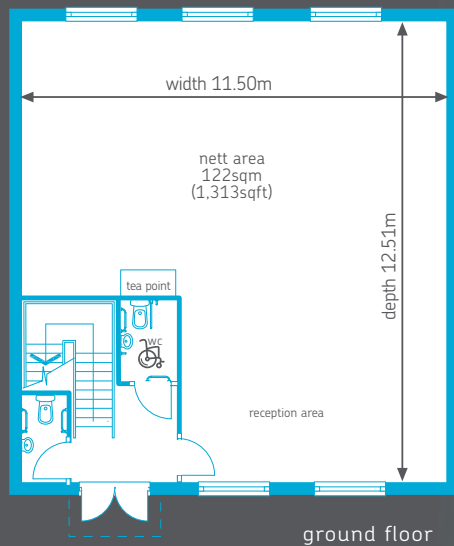 width 11.50m
nett area
122sqm
(1,313sqft)
depth 12.51m
tea point
wc
reception area
ground floor